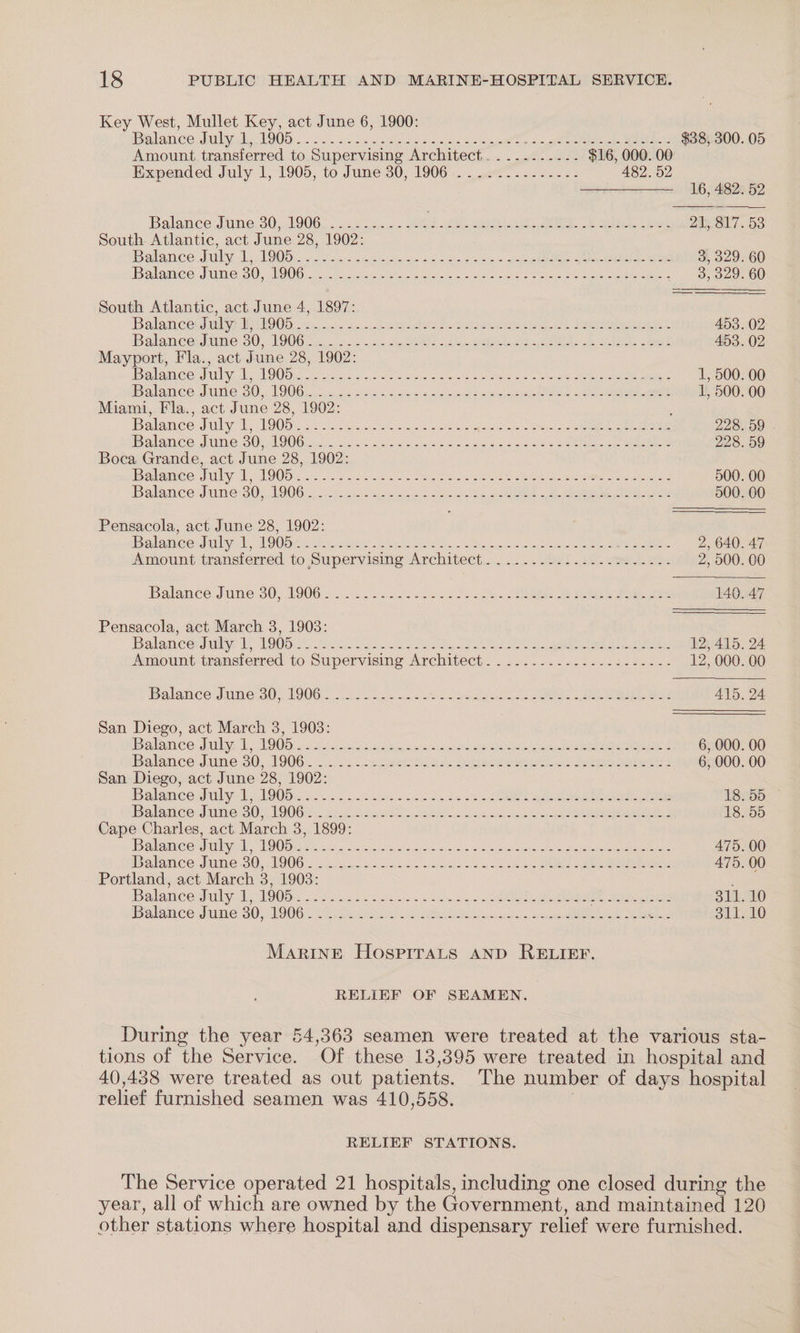 18 PUBLIC HEALTH AND MARINE-HOSPITAL SERVICE.
Key West, Mullet Key, act June 6, 1900:
Balance July 1, 1905 $38,300.05
Amount transferred to Supervising Architect $16,000.00
Expended July 1, 1905, to June 30, 1906 482.52
16,482.52
Balance June 30, 1906 21,817.53
South Atlantic, act June 28, 1902:
Balance July 1, 1905 3,329.60
Balance June 30, 1906 3,329.60
South Atlantic, act June 4, 1897:
Balance July 1, 1905 453.02
Balance June 30, 1906 453.02
Mayport, Fla., act June 28, 1902:
Balance July 1, 1905 1,500.00
Balance June 30, 1906 1,500.00
Miami, Fla., act June 28, 1902:
Balance July 1, 1905 228.59
Balance June 30, 1906 228.59
Boca Grande, act June 28, 1902:
Balance July 1, 1905 500.00
Balance June 30, 1906 500.00
Pensacola, act June 28, 1902:
Balance July 1, 1905 2,640.47
Amount transferred to Supervising Architect 2,500.00
Balance June 30, 1906 140.47
Pensacola, act March 3, 1903:
Balance July 1, 1905 12,415.24
Amount transferred to Supervising Architect 12,000.00
Balance June 30, 1906 415.24
San Diego, act March 3, 1903:
Balance July 1, 1905 6,000.00
Balance June 30, 1906 6,000.00
San Diego, act June 28, 1902:
Balance July 1, 1905 18.55
Balance June 30, 1906 18.55
Cape Charles, act March 3, 1899:
Balance July 1, 1905 475.00
Balance June 30, 1906 475.00
Portland, act March 3, 1903:
Balance July 1, 1905 311.10
Balance June 30, 1906 311.10
MARINE HOSPITALS AND RELIEF.
RELIEF OF SEAMEN.
During the year 54,363 seamen were treated at the various sta-
tions of the Service. Of these 13,395 were treated in hospital and
40,438 were treated as out patients. The number of days hospital
relief furnished seamen was 410,558.
RELIEF STATIONS.
The Service operated 21 hospitals, including one closed during the
year, all of which are owned by the Government, and maintained 120
other stations where hospital and dispensary relief were furnished.